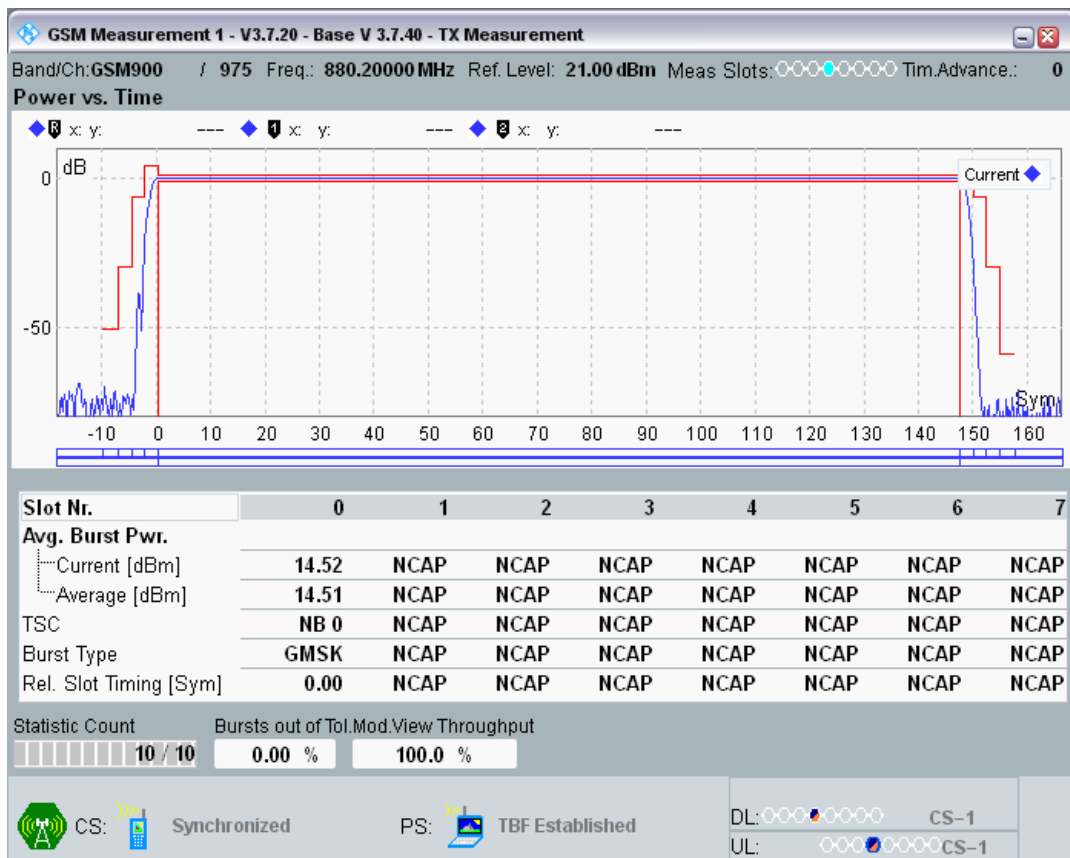 GSM Measurement 1 - V3.7.20 - Base V 3.7.40 - TX Measurement
Band/Ch:GSM900 / 975 Freq.: 880.20000 MHz Ref. Level: 21.00 dBm Meas Slots: Tim.Advance.: 0
Power vs. Time
R x: y: --- 1 x: y: --- 2 x: y: ---
dB
Current
0
-50
Sym
-10 0 10 20 30 40 50 60 70 80 90 100 110 120 130 140 150 160
Slot Nr. 0 1 2 3 4 5 6 7
Avg. Burst Pwr.
Current [dBm] 14.52 NCAP NCAP NCAP NCAP NCAP NCAP NCAP
Average [dBm] 14.51 NCAP NCAP NCAP NCAP NCAP NCAP NCAP
TSC NB 0 NCAP NCAP NCAP NCAP NCAP NCAP NCAP
Burst Type GMSK NCAP NCAP NCAP NCAP NCAP NCAP NCAP
Rel. Slot Timing [Sym] 0.00 NCAP NCAP NCAP NCAP NCAP NCAP NCAP
Statistic Count Bursts out of Tol.Mod.View Throughput
10 / 10 0.00 % 100.0 %
CS: Synchronized PS: TBF Established DL: CS-1
UL: CS-1